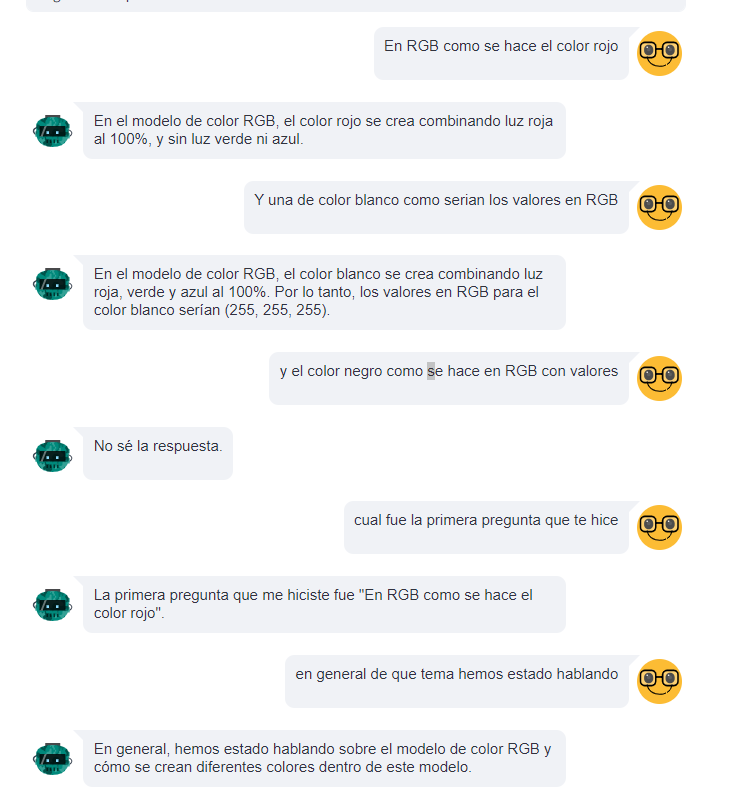 En RGB como se hace el color rojo
En el modelo de color RGB, el color rojo se crea combinando luz roja
al 100%, y sin luz verde ni azul.
Y una de color blanco como serian los valores en RGB
En el modelo de color RGB, el color blanco se crea combinando luz
roja, verde y azul al 100%. Por lo tanto, los valores en RGB para el
color blanco serían (255, 255, 255).
y el color negro como se hace en RGB con valores
No sé la respuesta.
cual fue la primera pregunta que te hice
La primera pregunta que me hiciste fue "En RGB como se hace el
color rojo".
en general de que tema hemos estado hablando
En general, hemos estado hablando sobre el modelo de color RGB y
cómo se crean diferentes colores dentro de este modelo.